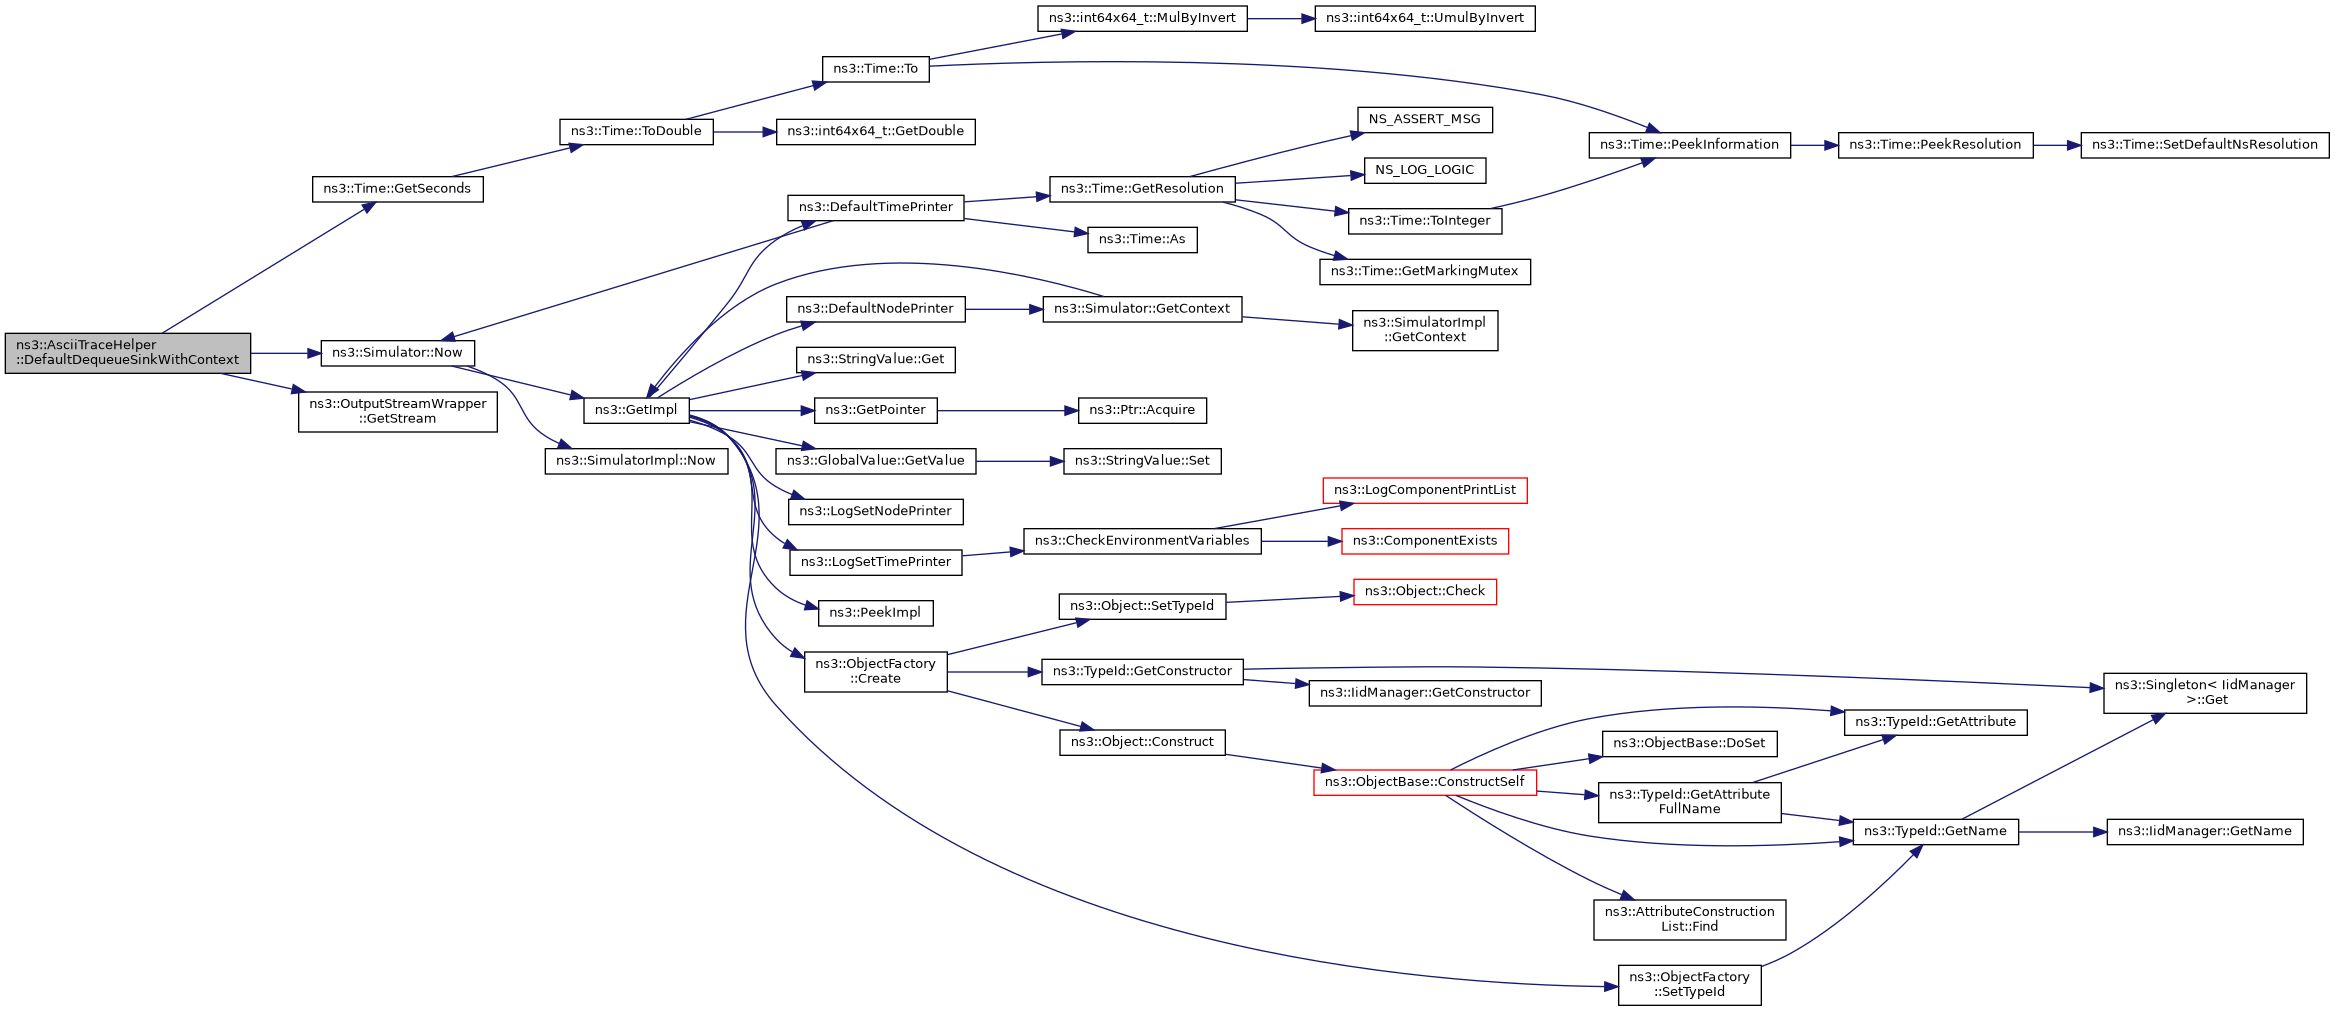 ns3::int64x64_t::MulByInvert
ns3::int64x64_t::UmulByInvert
ns3::Time::To
ns3::Time::ToDouble
ns3::int64x64_t::GetDouble
NS_ASSERT_MSG
ns3::Time::PeekInformation
ns3::Time::PeekResolution
ns3::Time::SetDefaultNsResolution
NS_LOG_LOGIC
ns3::Time::GetSeconds
ns3::Time::GetResolution
ns3::DefaultTimePrinter
ns3::Time::ToInteger
ns3::Time::As
ns3::Time::GetMarkingMutex
ns3::DefaultNodePrinter
ns3::Simulator::GetContext
ns3::SimulatorImpl
::GetContext
ns3::AsciiTraceHelper
::DefaultDequeueSinkWithContext
ns3::Simulator::Now
ns3::StringValue::Get
ns3::OutputStreamWrapper
::GetStream
ns3::GetImpl
ns3::GetPointer
ns3::Ptr::Acquire
ns3::SimulatorImpl::Now
ns3::GlobalValue::GetValue
ns3::StringValue::Set
ns3::LogComponentPrintList
ns3::LogSetNodePrinter
ns3::CheckEnvironmentVariables
ns3::ComponentExists
ns3::LogSetTimePrinter
ns3::Object::Check
ns3::Object::SetTypeId
ns3::PeekImpl
ns3::ObjectFactory
::Create
ns3::TypeId::GetConstructor
ns3::IidManager::GetConstructor
ns3::Singleton< IidManager
>::Get
ns3::TypeId::GetAttribute
ns3::Object::Construct
ns3::ObjectBase::DoSet
ns3::ObjectBase::ConstructSelf
ns3::TypeId::GetAttribute
FullName
ns3::TypeId::GetName
ns3::IidManager::GetName
ns3::AttributeConstruction
List::Find
ns3::ObjectFactory
::SetTypeId